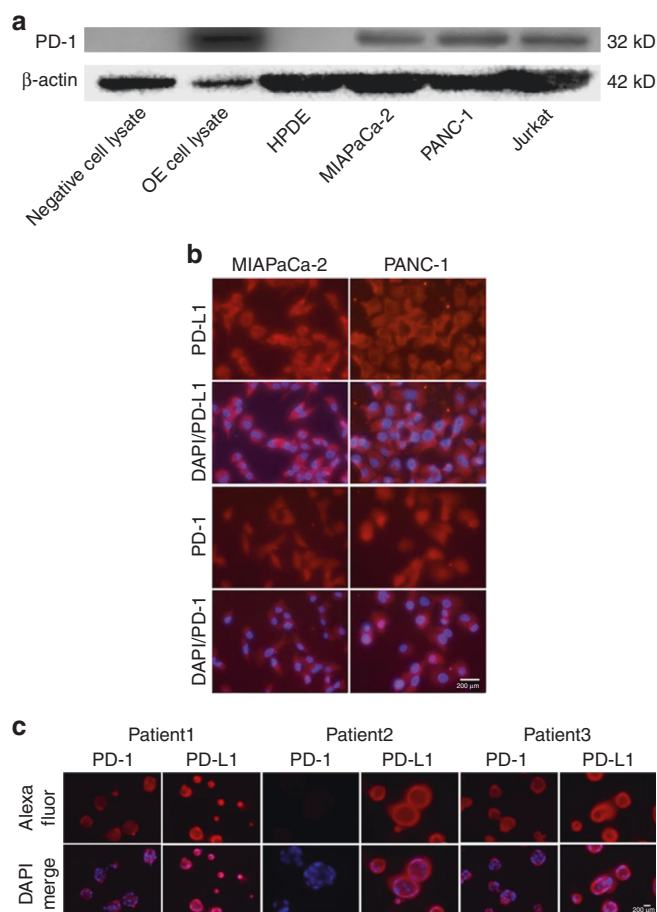 a
PD-1
32 kD
β-actin
42 kD
Negative cell lysate
OE cell lysate
HPDE
MIAPaCa-2
PANC-1
Jurkat
b
MIAPaCa-2 PANC-1
PD-L1
DAPI/PD-L1
PD-1
DAPI/PD-1
200 μm
c
Patient1 Patient2 Patient3
PD-1 PD-L1 PD-1 PD-L1 PD-1 PD-L1
Alexa
fluor
DAPI
merge
200 μm